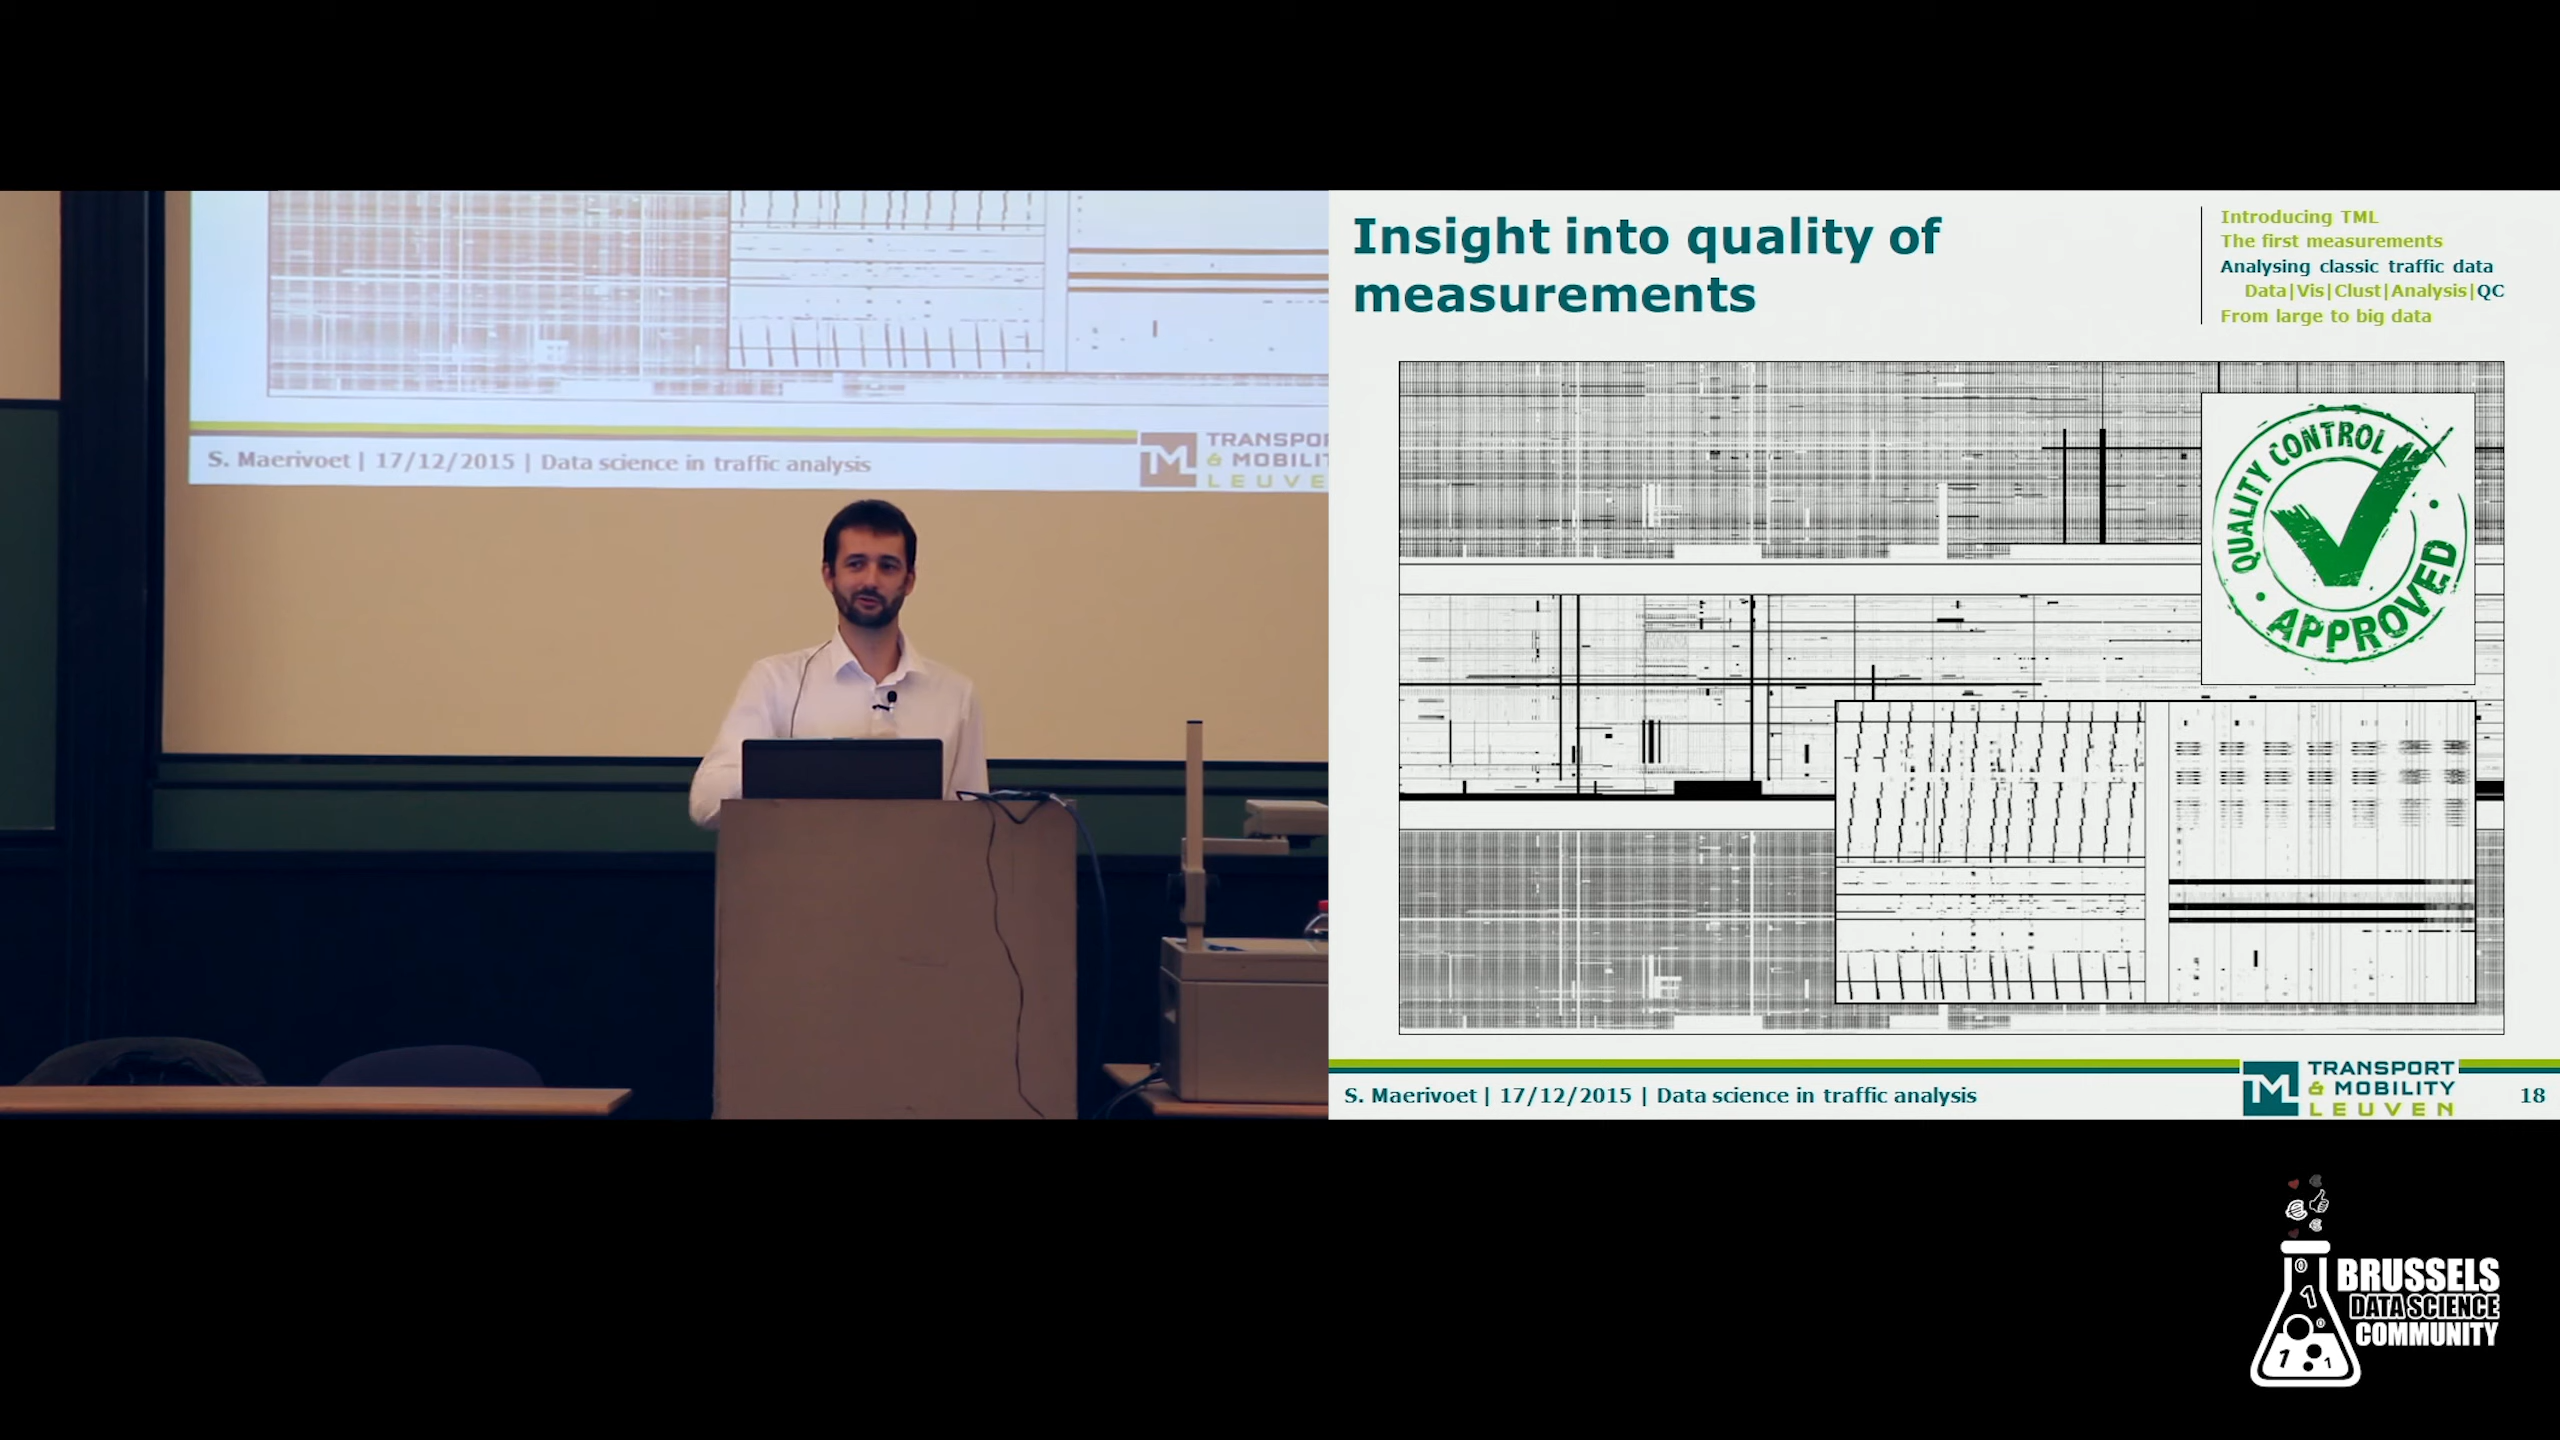 TRANSPOR
& MOBILIT
LEUVE
S. Maerivoet | 17/12/2015 | Data science in traffic analysis
Insight into quality of
measurements
Introducing TML
The first measurements
Analysing classic traffic data
Data|Vis|Clust|Analysis|QC
From large to big data
QUALITY CONTROL
APPROVED
S. Maerivoet | 17/12/2015 | Data science in traffic analysis
TML
TRANSPORT
& MOBILITY
LEUVEN
18
BRUSSELS
DATA SCIENCE
COMMUNITY